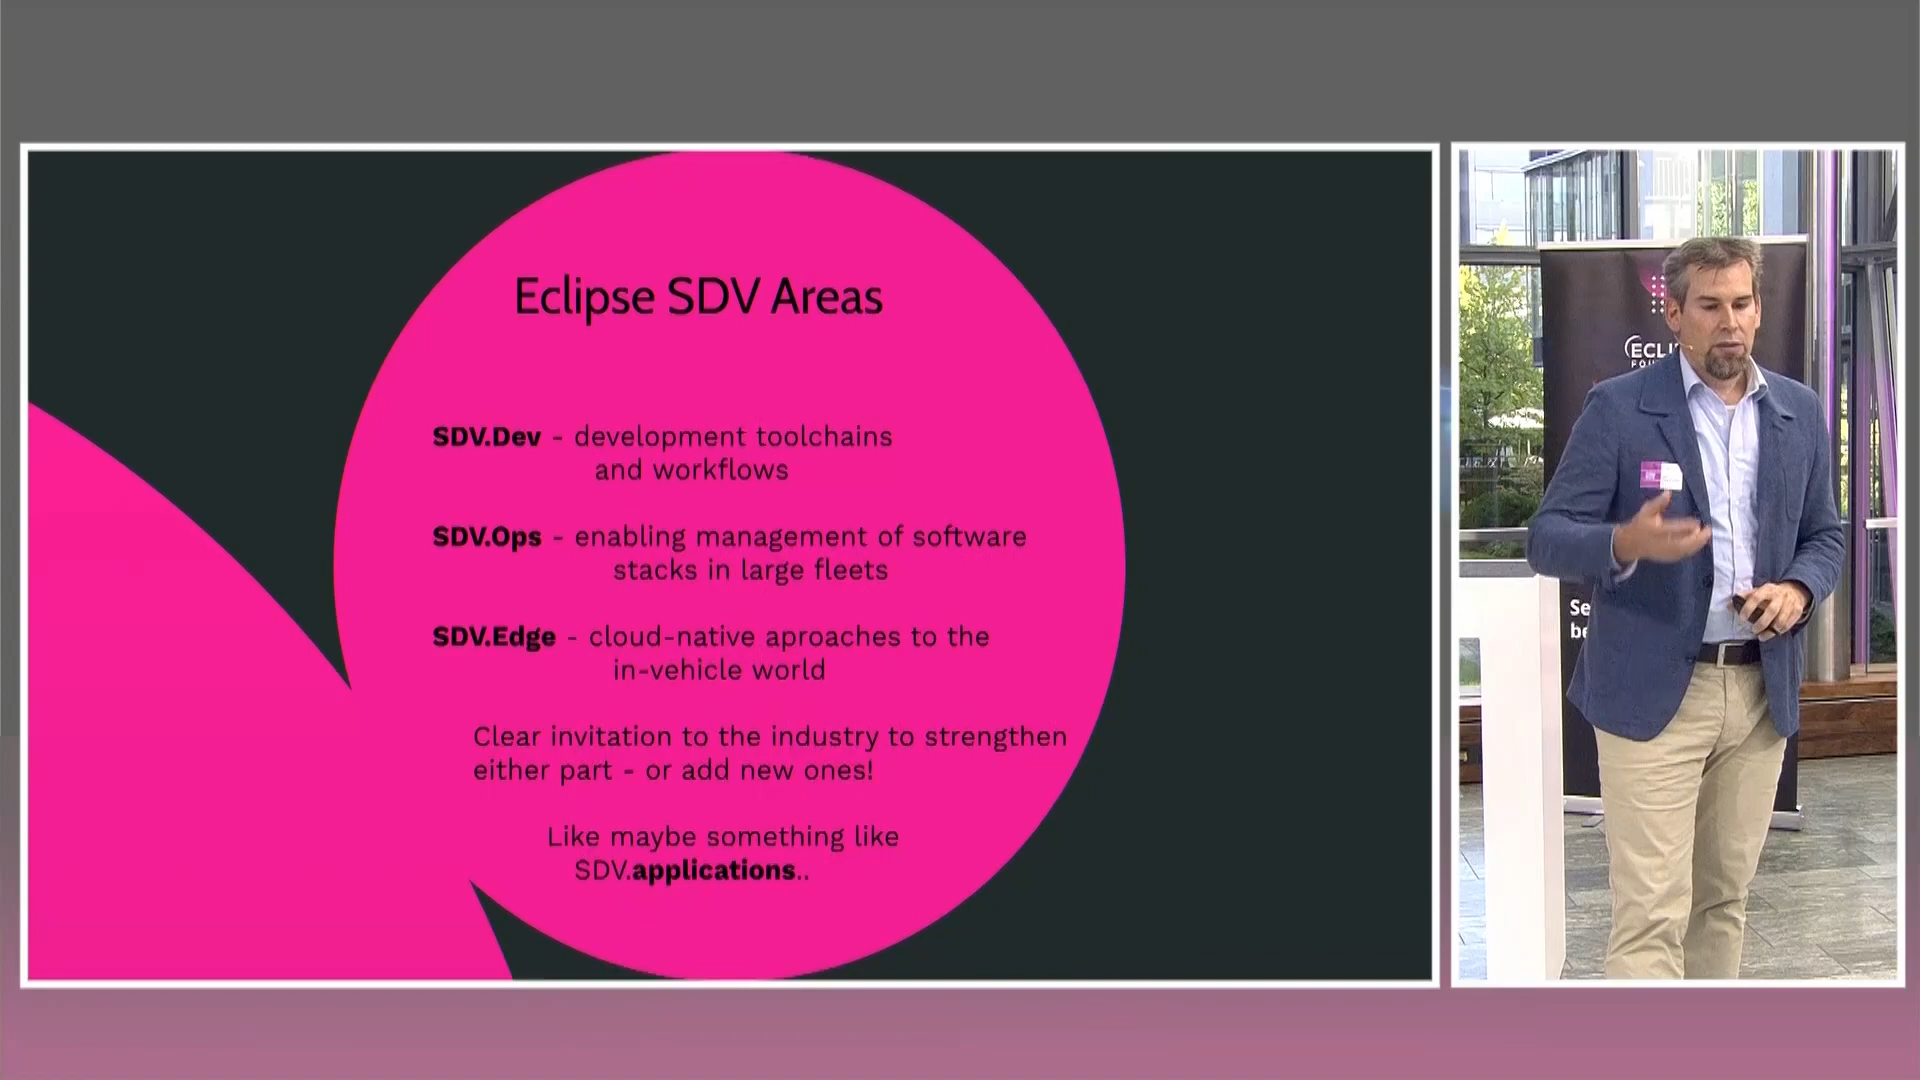 Eclipse SDV Areas
SDV.Dev - development toolchains
and workflows
SDV.Ops - enabling management of software
stacks in large fleets
SDV.Edge - cloud-native aproaches to the
in-vehicle world
Clear invitation to the industry to strengthen
either part - or add new ones!
Like maybe something like
SDV.applications..